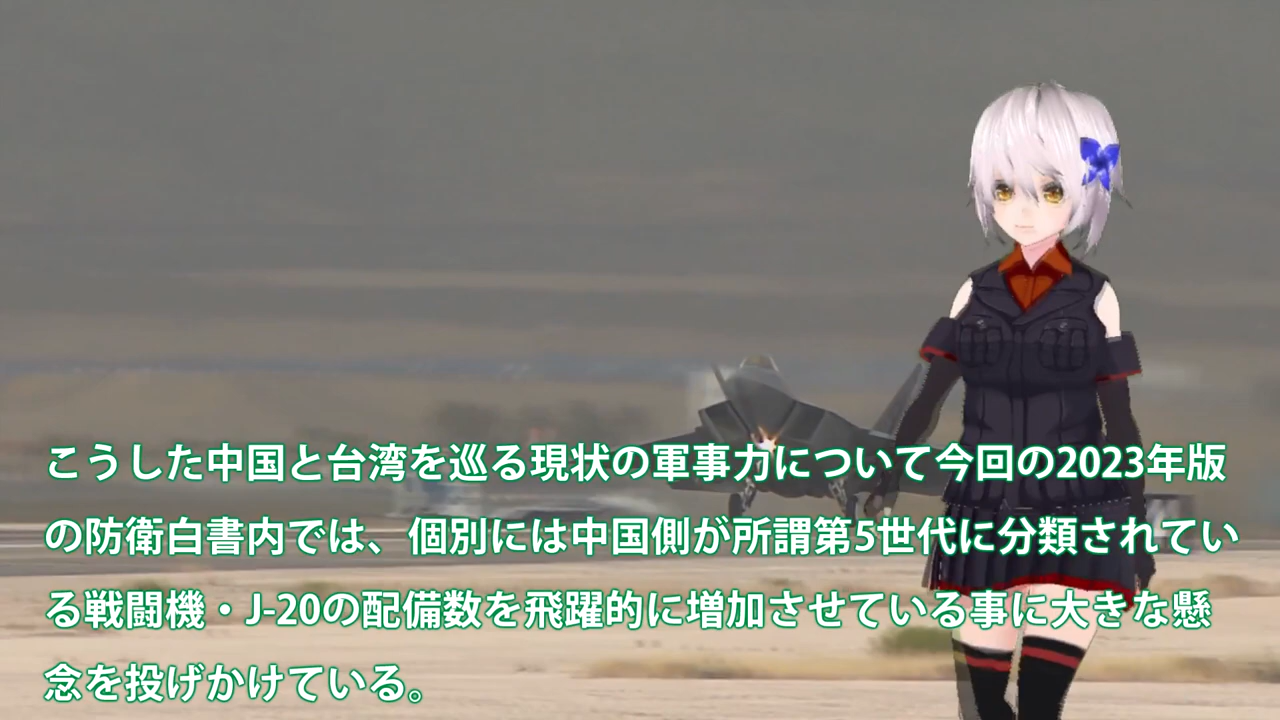 こうした中国と台湾を巡る現状の軍事力について今回の2023年版
の防衛白書内では、個別には中国側が所謂第5世代に分類されてい
る戦闘機・J-20の配備数を飛躍的に増加させている事に大きな懸
念を投げかけている。